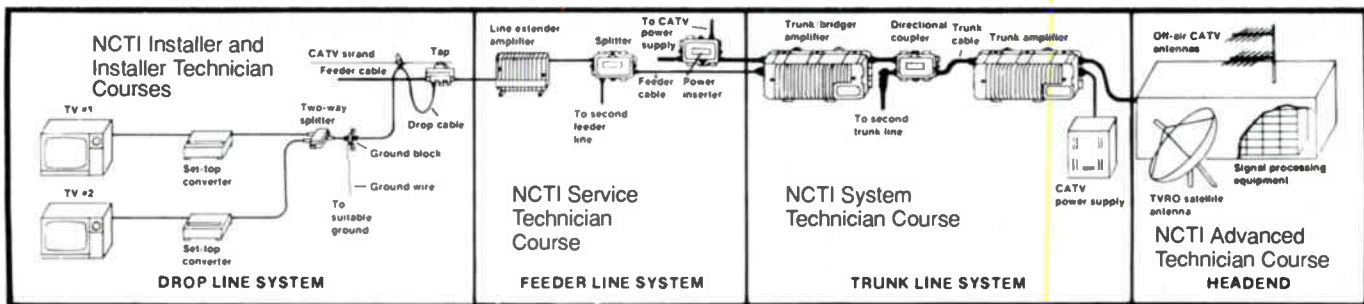 NCTI Installer and
Installer Technician
Courses
CATV strand
Feeder cable
Tap
TV #1
Two-way
splitter
Drop cable
Ground block
Set-top
converter
Ground wire
TV #2
To
suitable
ground
Set-top
converter
DROP LINE SYSTEM
Line extender
amplifier
Splitter
To CATV
power
supply
Feeder
cable
Power
inserter
To second
feeder
line
NCTI Service
Technician
Course
FEEDER LINE SYSTEM
Trunk/bridger
amplifier
Directional
coupler
Trunk
cable
Trunk amplifier
To second
trunk line
NCTI System
Technician Course
CATV
power supply
TRUNK LINE SYSTEM
Off-air CATV
antennas
Signal processing
equipment
TVRO satellite
antenna
NCTI Advanced
Technician Course
HEADEND